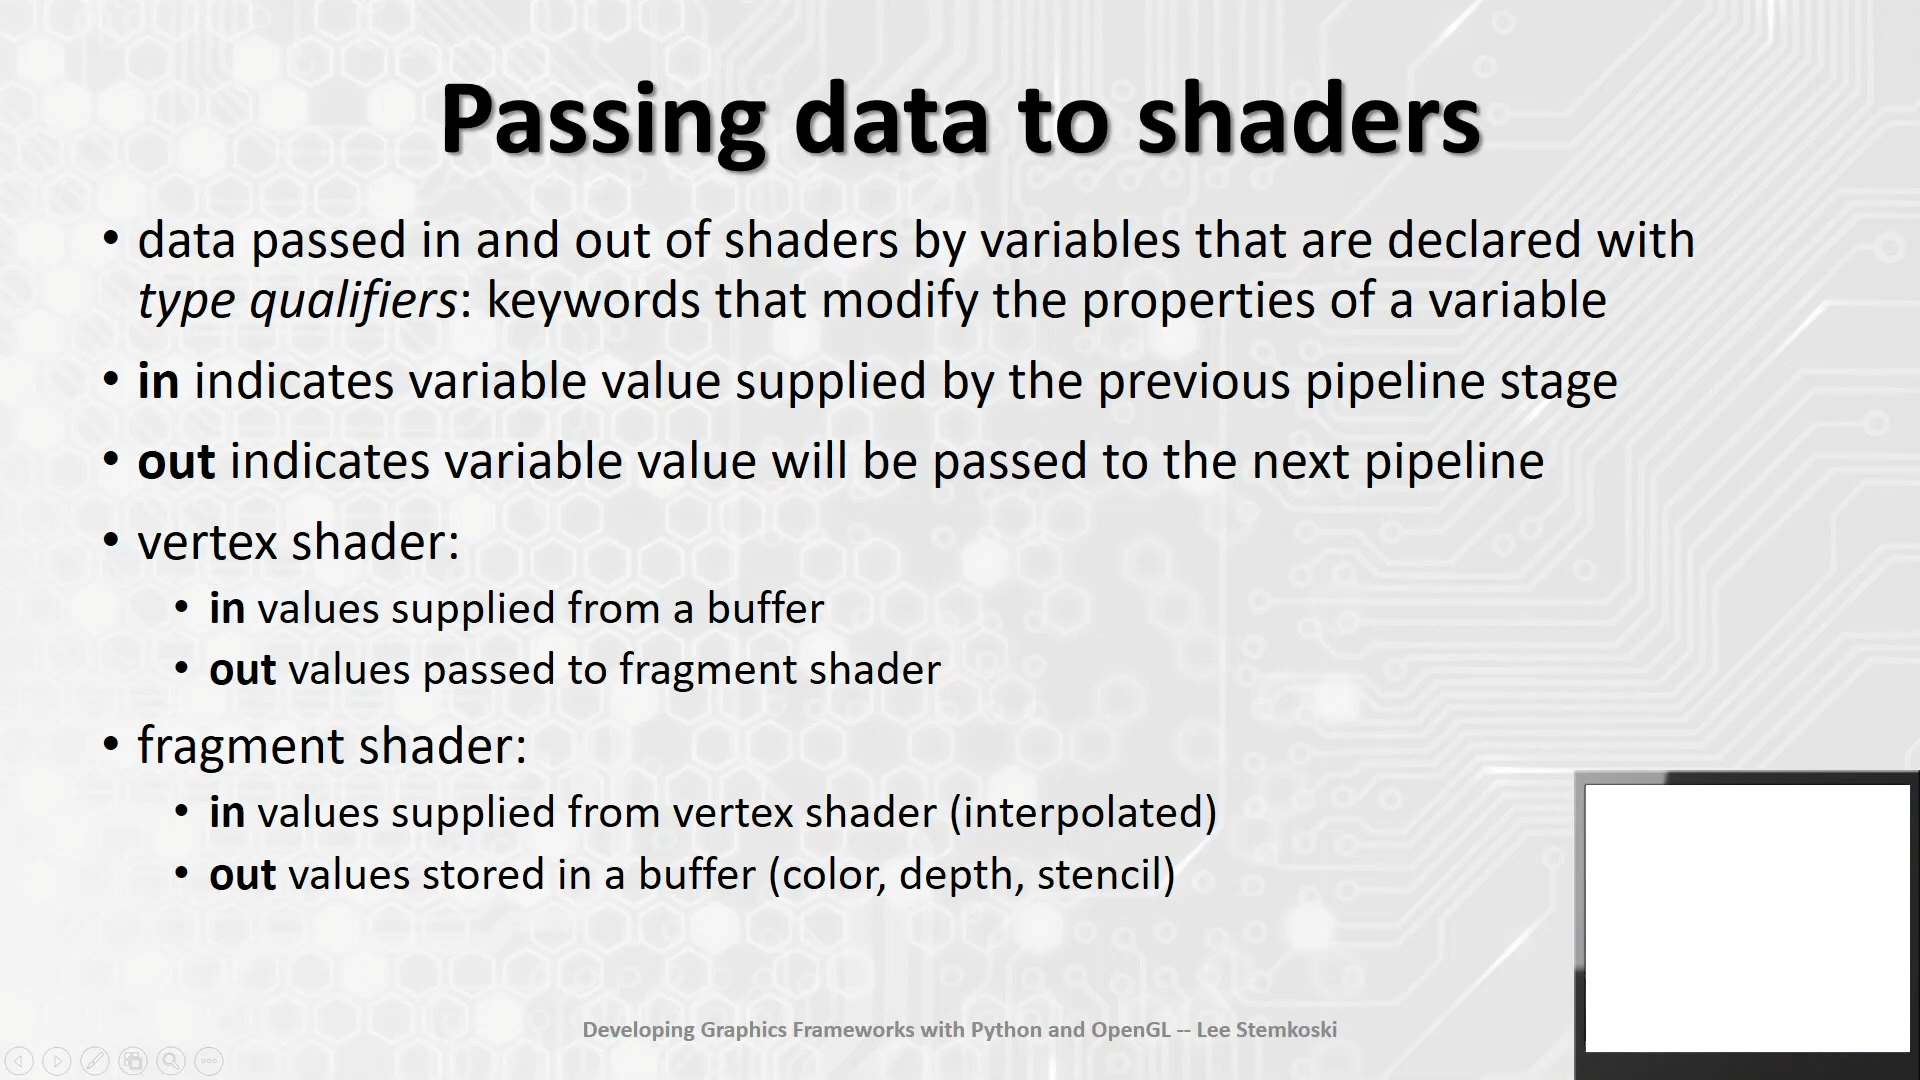 Passing data to shaders
• data passed in and out of shaders by variables that are declared with
type qualifiers: keywords that modify the properties of a variable
• in indicates variable value supplied by the previous pipeline stage
• out indicates variable value will be passed to the next pipeline
• vertex shader:
• in values supplied from a buffer
• out values passed to fragment shader
• fragment shader:
• in values supplied from vertex shader (interpolated)
• out values stored in a buffer (color, depth, stencil)
Developing Graphics Frameworks with Python and OpenGL -- Lee Stemkoski